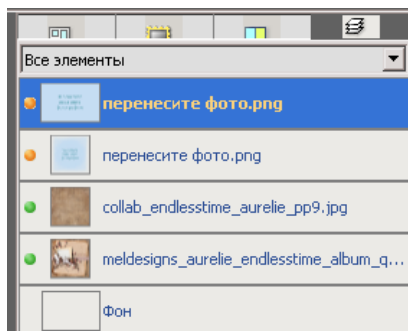 Все элементы
перенесите фото.png
перенесите фото.png
collab_endlesstime_aurelie_pp9.jpg
meldesigns_aurelie_endlesstime_album_q...
Фон